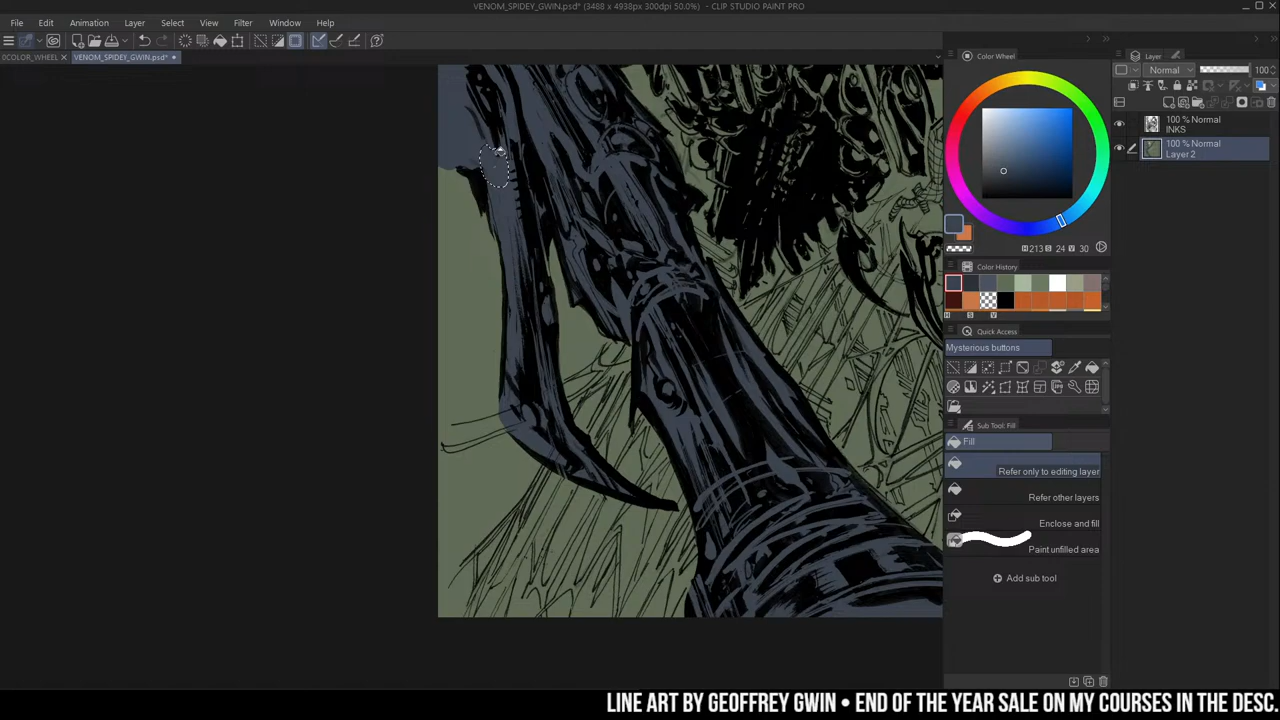 VENOM_SPIDEY_GWIN.psd* (3488 x 4938px 300dpi 50.0%) - CLIP STUDIO PAINT PRO
File Edit Animation Layer Select View Filter Window Help
0COLOR_WHEEL VENOM_SPIDEY_GWIN.psd*
Color Wheel
H 213 S 24 V 30
Color History
H S V
Quick Access
Mysterious buttons
Sub Tool: Fill
Fill
Refer only to editing layer
Refer other layers
Enclose and fill
Paint unfilled area
Add sub tool
Layer
Normal 100
100 % Normal
INKS
100 % Normal
Layer 2
LINE ART BY GEOFFREY GWIN • END OF THE YEAR SALE ON MY COURSES IN THE DESC.